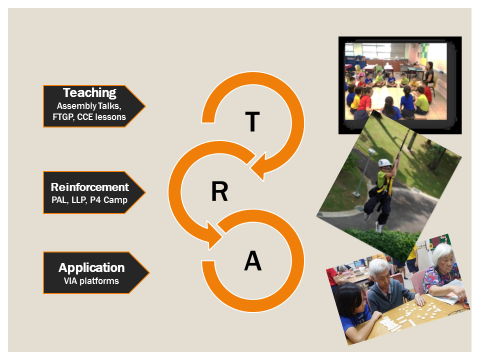 Teaching
Assembly Talks,
FTGP, CCE lessons
T
Reinforcement
PAL, LLP, P4 Camp
R
Application
VIA platforms
A